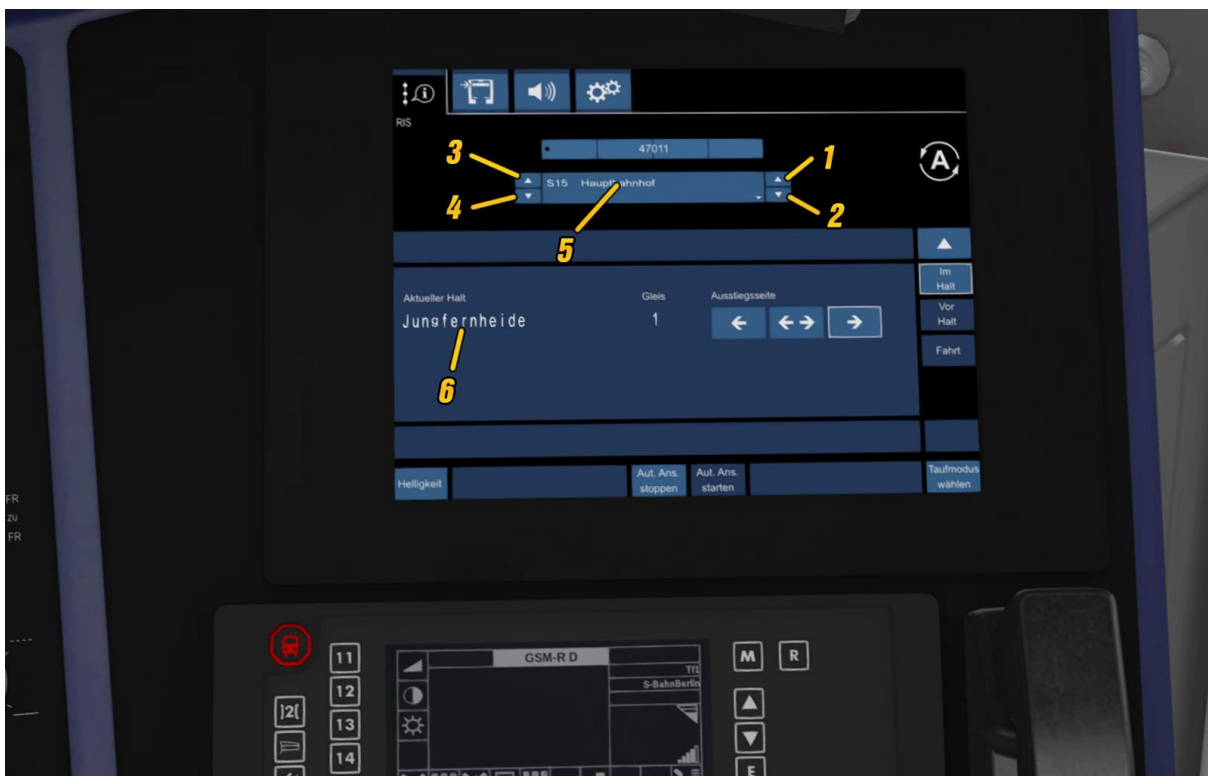 RIS
47011
3
1
S15 Hauptbahnhof
4
2
5
Im
Halt
Aktueller Halt
Gleis
Ausstiegsseite
Vor
Halt
Jungfernheide
1
Fahrt
6
Helligkeit
Aut. Ans.
stoppen
Aut. Ans.
starten
Taufmodus
wählen
FR
zu
FR
11
GSM-R D
M
R
Tf1
12
S-BahnBerlin
]2[
13
14
E
A